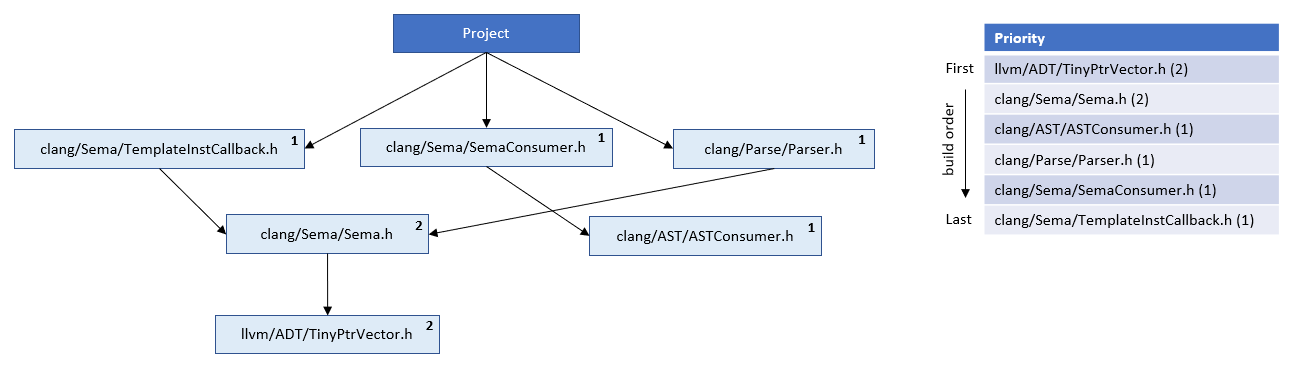 Project
clang/Sema/TemplateInstCallback.h 1
clang/Sema/SemaConsumer.h 1
clang/Parse/Parser.h 1
clang/Sema/Sema.h 2
clang/AST/ASTConsumer.h 1
llvm/ADT/TinyPtrVector.h 2
Priority
First
llvm/ADT/TinyPtrVector.h (2)
clang/Sema/Sema.h (2)
clang/AST/ASTConsumer.h (1)
build order
clang/Parse/Parser.h (1)
clang/Sema/SemaConsumer.h (1)
Last
clang/Sema/TemplateInstCallback.h (1)